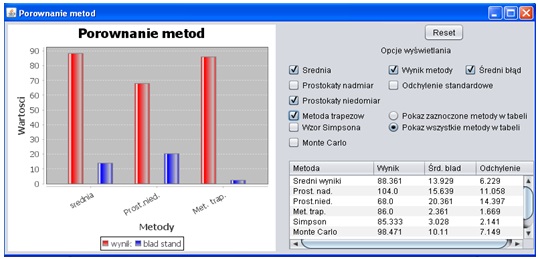 Porownanie metod
Porownanie metod
Wartosci
90
80
70
60
50
40
30
20
10
0
srednia
Prost.nied.
Met. trap.
Metody
wynik: blad stand
Reset
Opcje wyświetlania
Srednia
Wynik metody
Średni błąd
Prostokaty nadmiar
Odchylenie standardowe
Prostokaty niedomiar
Metoda trapezow
Pokaz zaznaczone metody w tabeli
Wzor Simpsona
Pokaz wszystkie metody w tabeli
Monte Carlo
Metoda Wynik Śrd. blad Odchylenie
Sredni wyniki 88.361 13.929 6.229
Prost. nad. 104.0 15.639 11.058
Prost.nied. 68.0 20.361 14.397
Met. trap. 86.0 2.361 1.669
Simpson 85.333 3.028 2.141
Monte Carlo 98.471 10.11 7.149